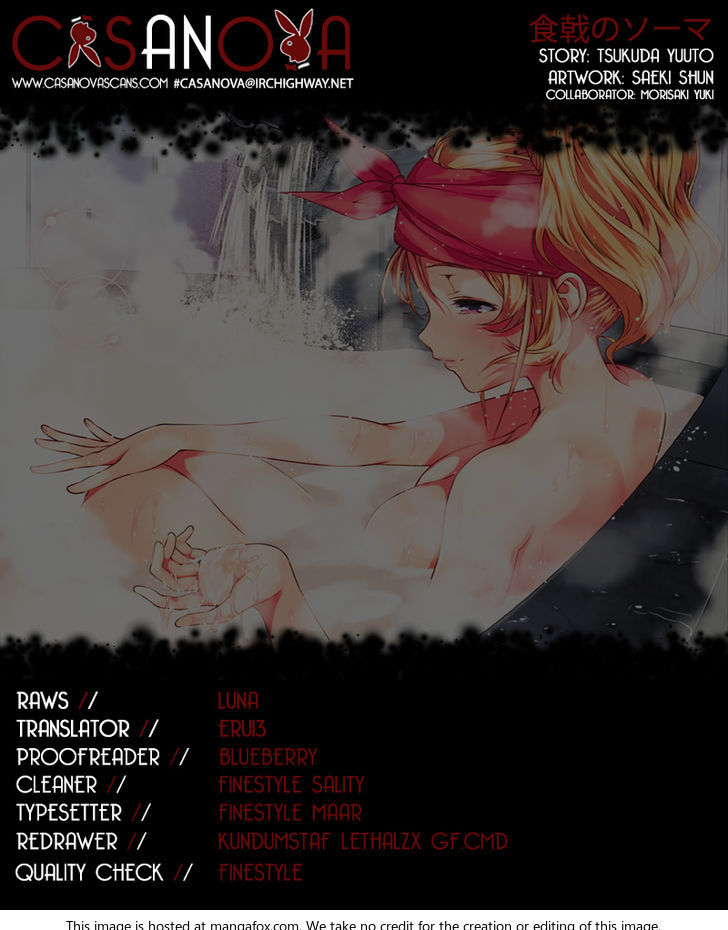 CASANOVA
WWW.CASANOVASCANS.COM #CASANOVA@IRCHIGHWAY.NET
食戟のソーマ
STORY: TSUKUDA YUUTO
ARTWORK: SAEKI SHUN
COLLABORATOR: MORISAKI YUKI
RAWS // LUNA
TRANSLATOR // ERU13
PROOFREADER // BLUEBERRY
CLEANER // FINESTYLE SALITY
TYPESETTER // FINESTYLE MAAR
REDRAWER // KUNDUMSTAF LETHALZX GF.CMD
QUALITY CHECK // FINESTYLE
This image is hosted at mangafox.com. We take no credit for the creation or editing of this image.